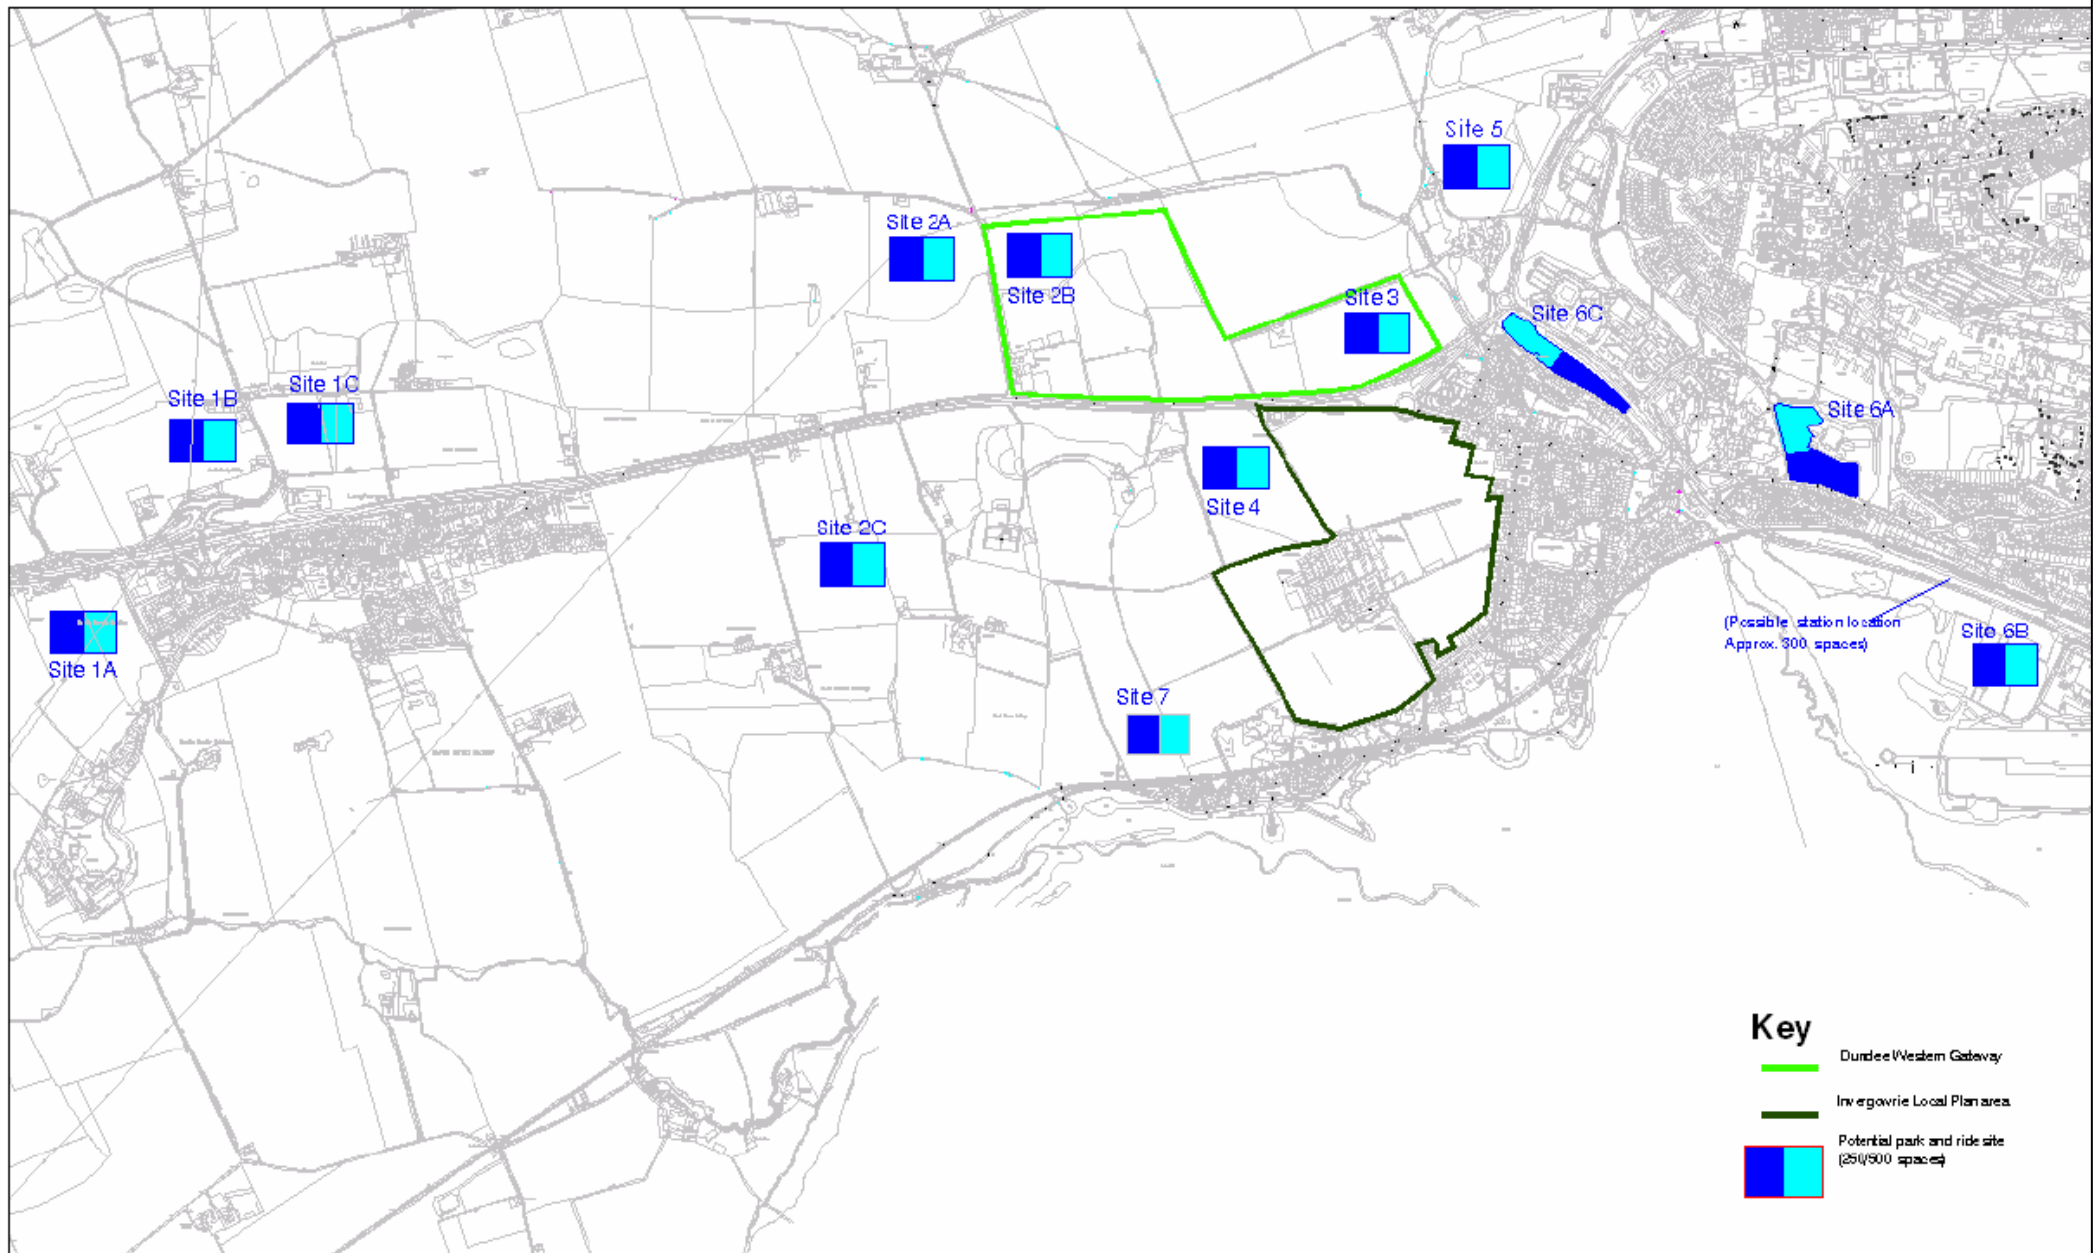 Site 5
Site 2A
Site 2B
Site 3
Site 6C
Site 1B
Site 1C
Site 6A
Site 4
Site 2C
(Possible station location
Approx. 300 spaces)
Site 6B
Site 1A
Site 7
Key
Dundee Western Gateway
Invergowrie Local Plan area
Potential park and ride site
(250/500 spaces)